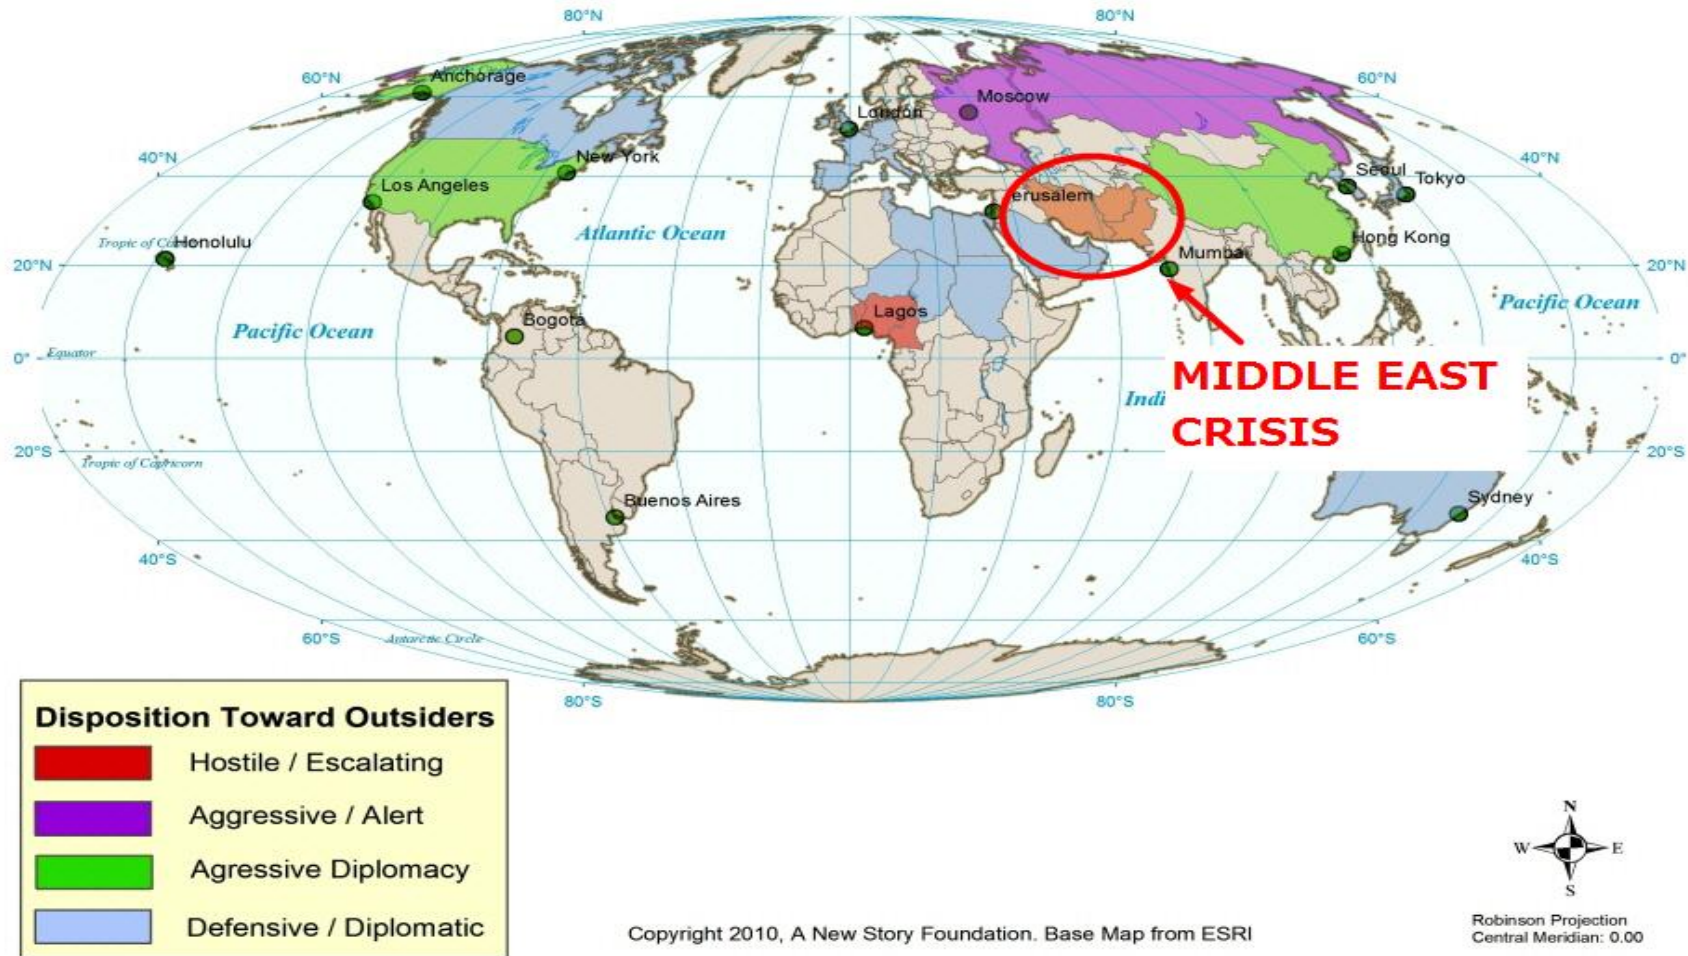 80°N
80°N
60°N
60°N
Anchorage
Moscow
London
40°N
40°N
New York
Seoul
Tokyo
Los Angeles
erusalem
Atlantic Ocean
Honolulu
Hong Kong
Mumba
20°N
20°N
Pacific Ocean
Lagos
Bogota
Pacific Ocean
Equator
0°
0°
MIDDLE EAST
Indi
CRISIS
20°S
20°S
Tropic of Capricorn
Buenos Aires
Sydney
40°S
40°S
60°S
60°S
Antarctic Circle
80°S
80°S
Disposition Toward Outsiders
Hostile / Escalating
Aggressive / Alert
Agressive Diplomacy
Defensive / Diplomatic
N
W
E
S
Copyright 2010, A New Story Foundation. Base Map from ESRI
Robinson Projection
Central Meridian: 0.00